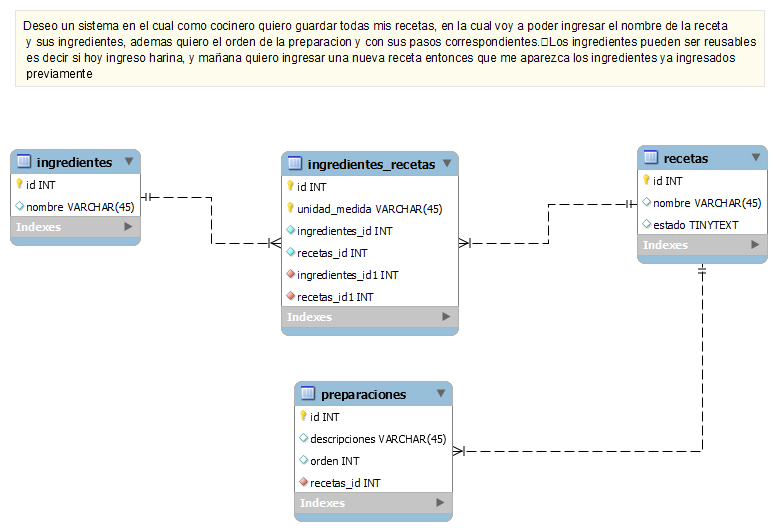 Deseo un sistema en el cual como cocinero quiero guardar todas mis recetas, en la cual voy a poder ingresar el nombre de la receta
y sus ingredientes, ademas quiero el orden de la preparacion y con sus pasos correspondientes.Los ingredientes pueden ser reusables
es decir si hoy ingreso harina, y mañana quiero ingresar una nueva receta entonces que me aparezca los ingredientes ya ingresados
previamente
ingredientes
id INT
nombre VARCHAR(45)
Indexes
ingredientes_recetas
id INT
unidad_medida VARCHAR(45)
ingredientes_id INT
recetas_id INT
ingredientes_id1 INT
recetas_id1 INT
Indexes
recetas
id INT
nombre VARCHAR(45)
estado TINYTEXT
Indexes
preparaciones
id INT
descripciones VARCHAR(45)
orden INT
recetas_id INT
Indexes